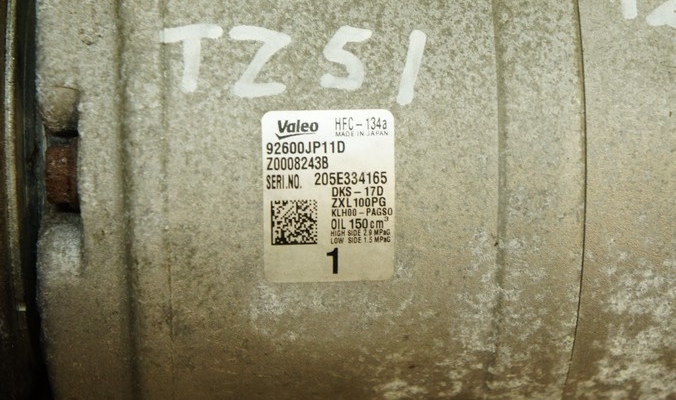 TZ51
Valeo HFC-134a
MADE IN JAPAN
92600JP11D
Z0008243B
SERI.NO. 205E334165
DKS-17D
ZXL100PG
KLH00-PAGS0
OIL 150cm³
HIGH SIDE 2.9 MPaG
LOW SIDE 1.5 MPaG
1